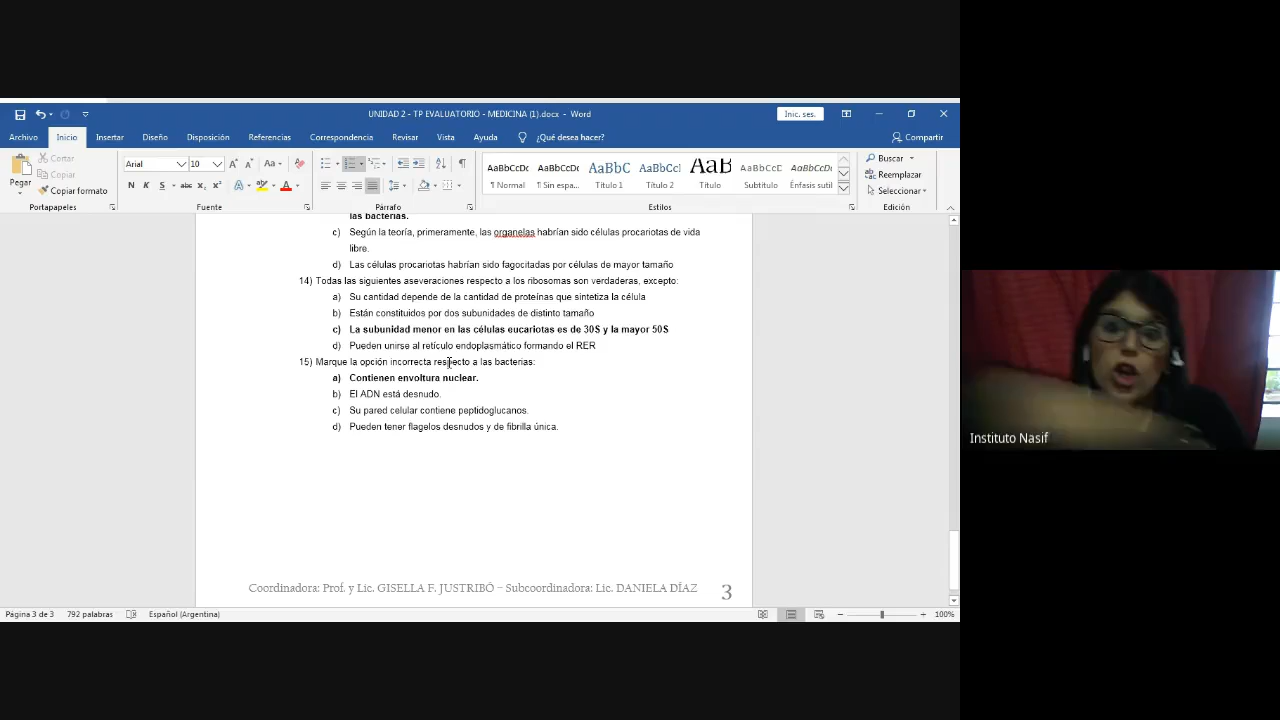 UNIDAD 2 - TP EVALUATORIO - MEDICINA (1).docx - Word
Inic. ses.
Archivo Inicio Insertar Diseño Disposición Referencias Correspondencia Revisar Vista Ayuda ¿Qué desea hacer? Compartir
Pegar
Cortar
Copiar
Copiar formato
Portapapeles
Arial 10
Aa
N K S abc x₂ x²
Fuente
Párrafo
AaBbCcDc AaBbCcDc AaBbC AaBbCcI AaB AaBbCcD AaBbCcD
¶ Normal ¶ Sin espa... Título 1 Título 2 Título Subtítulo Énfasis sutil
Estilos
Buscar
Reemplazar
Seleccionar
Edición
las bacterias.
c) Según la teoría, primeramente, las organelas habrían sido células procariotas de vida
libre.
d) Las células procariotas habrían sido fagocitadas por células de mayor tamaño
14) Todas las siguientes aseveraciones respecto a los ribosomas son verdaderas, excepto:
a) Su cantidad depende de la cantidad de proteínas que sintetiza la célula
b) Están constituidos por dos subunidades de distinto tamaño
c) La subunidad menor en las células eucariotas es de 30S y la mayor 50S
d) Pueden unirse al retículo endoplasmático formando el RER
15) Marque la opción incorrecta respecto a las bacterias:
a) Contienen envoltura nuclear.
b) El ADN está desnudo.
c) Su pared celular contiene peptidoglucanos.
d) Pueden tener flagelos desnudos y de fibrilla única.
Coordinadora: Prof. y Lic. GISELLA F. JUSTRIBÓ – Subcoordinadora: Lic. DANIELA DÍAZ 3
Página 3 de 3 792 palabras Español (Argentina) 100%
Instituto Nasif